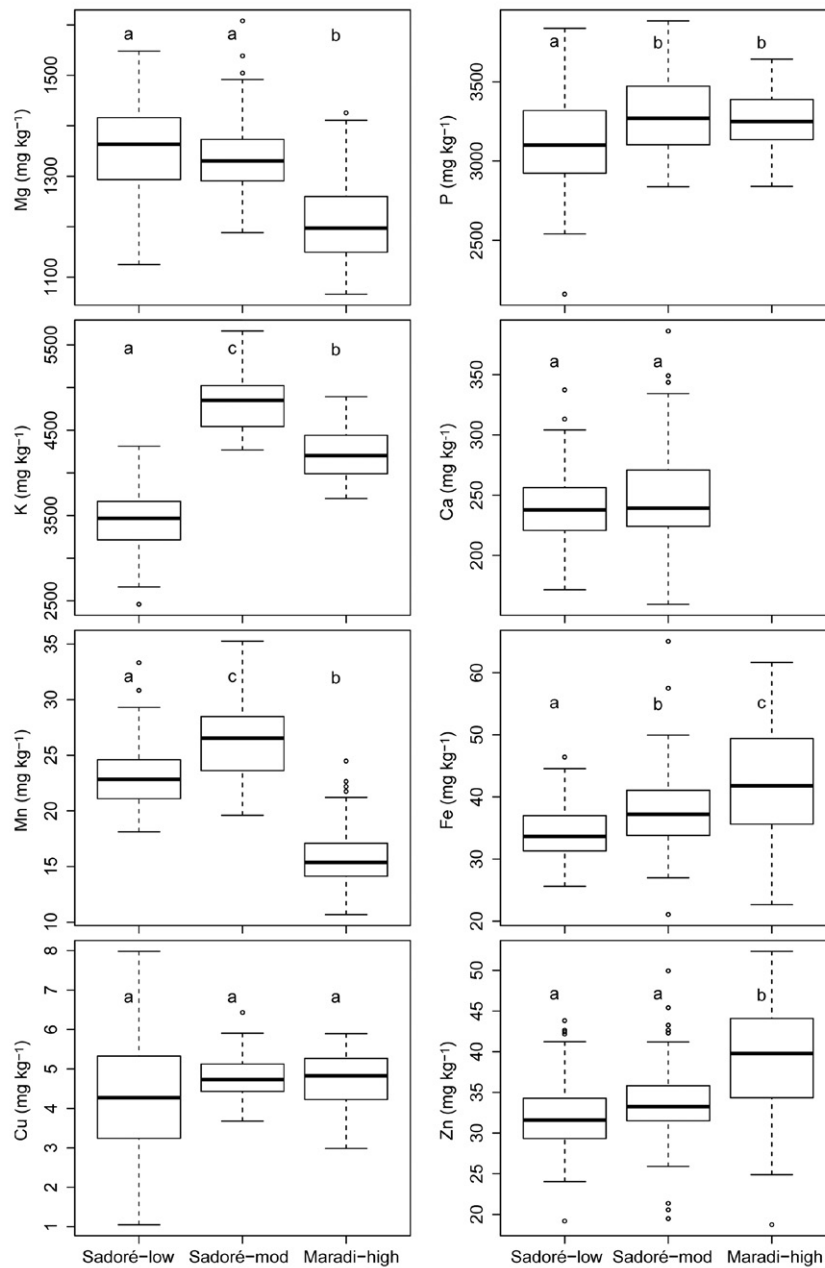 a a b
1500
1300
1100
Mg (mg kg⁻¹)
a b b
3500
3000
2500
P (mg kg⁻¹)
a c b
5500
4500
3500
2500
K (mg kg⁻¹)
a a
350
300
250
200
Ca (mg kg⁻¹)
a c b
35
30
25
20
15
10
Mn (mg kg⁻¹)
a b c
60
50
40
30
20
Fe (mg kg⁻¹)
a a a
8
7
6
5
4
3
2
1
Cu (mg kg⁻¹)
Sadoré−low Sadoré−mod Maradi−high
a a b
50
45
40
35
30
25
20
Zn (mg kg⁻¹)
Sadoré−low Sadoré−mod Maradi−high